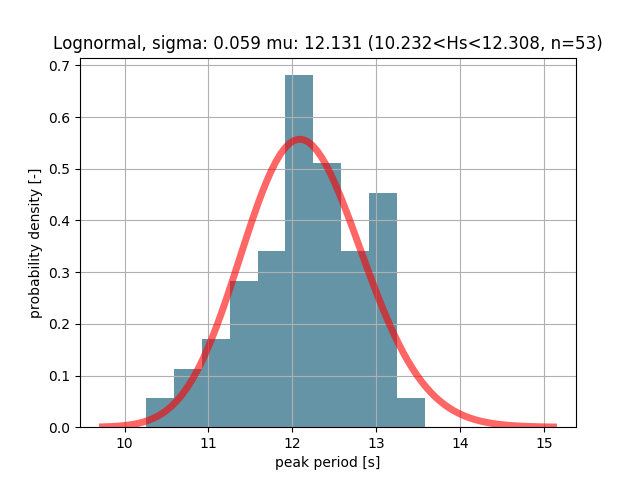 Lognormal, sigma: 0.059 mu: 12.131 (10.232<Hs<12.308, n=53)
0.7
0.6
0.5
0.4
0.3
0.2
0.1
0.0
probability density [-]
10 11 12 13 14 15
peak period [s]